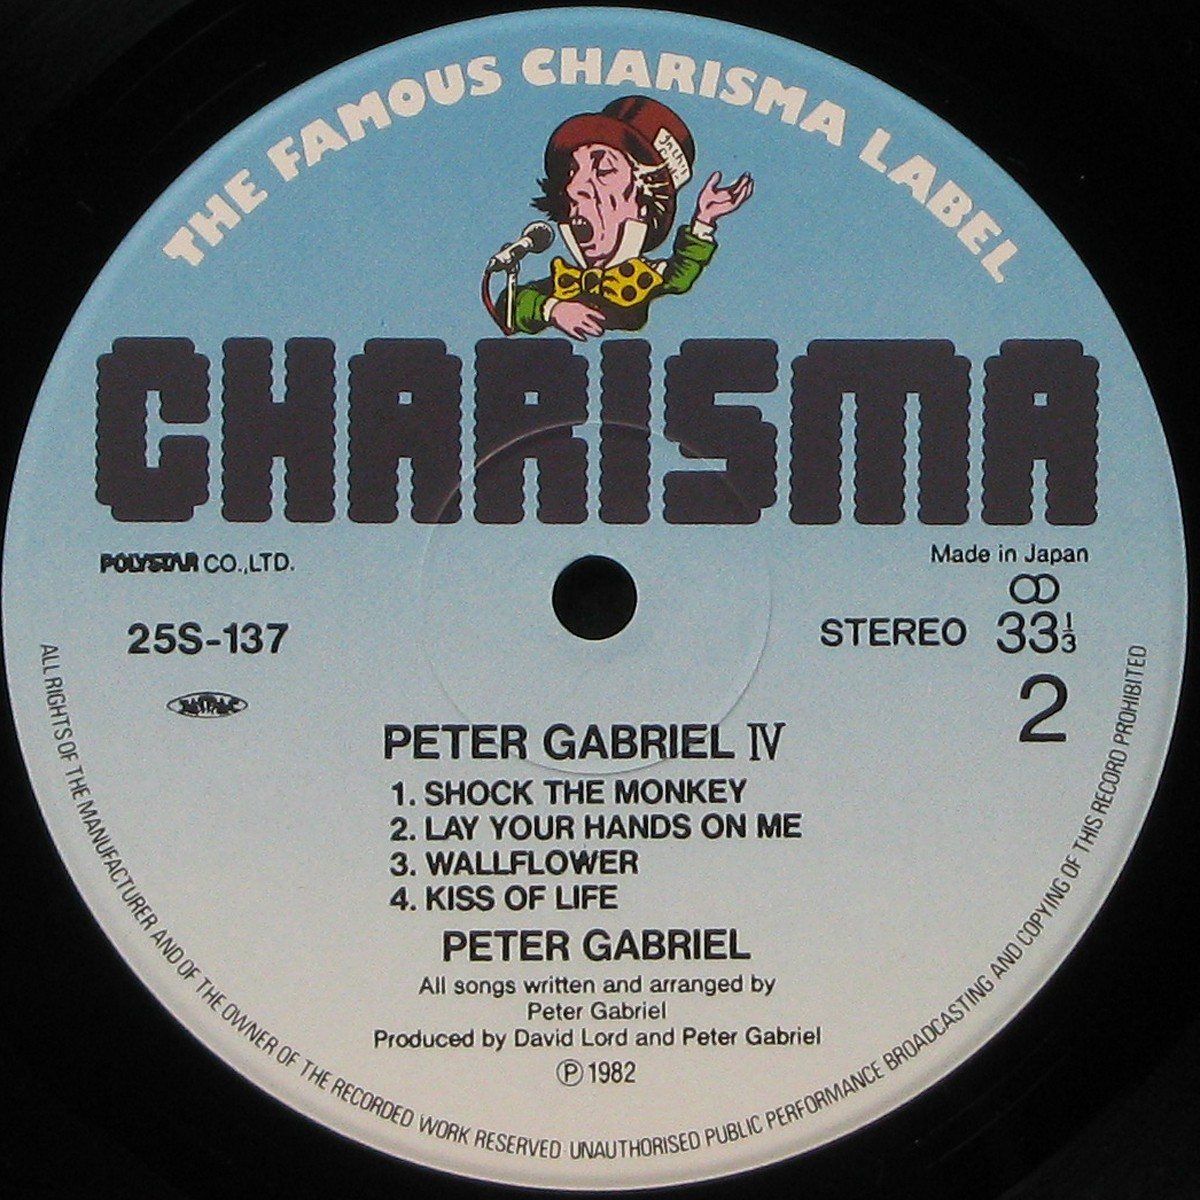 THE FAMOUS CHARISMA LABEL
CHARISMA
POLYSTAR CO.,LTD.
Made in Japan
25S-137
STEREO 33 1/3
2
PETER GABRIEL IV
1. SHOCK THE MONKEY
2. LAY YOUR HANDS ON ME
3. WALLFLOWER
4. KISS OF LIFE
PETER GABRIEL
All songs written and arranged by
Peter Gabriel
Produced by David Lord and Peter Gabriel
Ⓟ 1982
ALL RIGHTS OF THE MANUFACTURER AND OF THE OWNER OF THE RECORDED WORK RESERVED UNAUTHORISED PUBLIC PERFORMANCE BROADCASTING AND COPYING OF THIS RECORD PROHIBITED